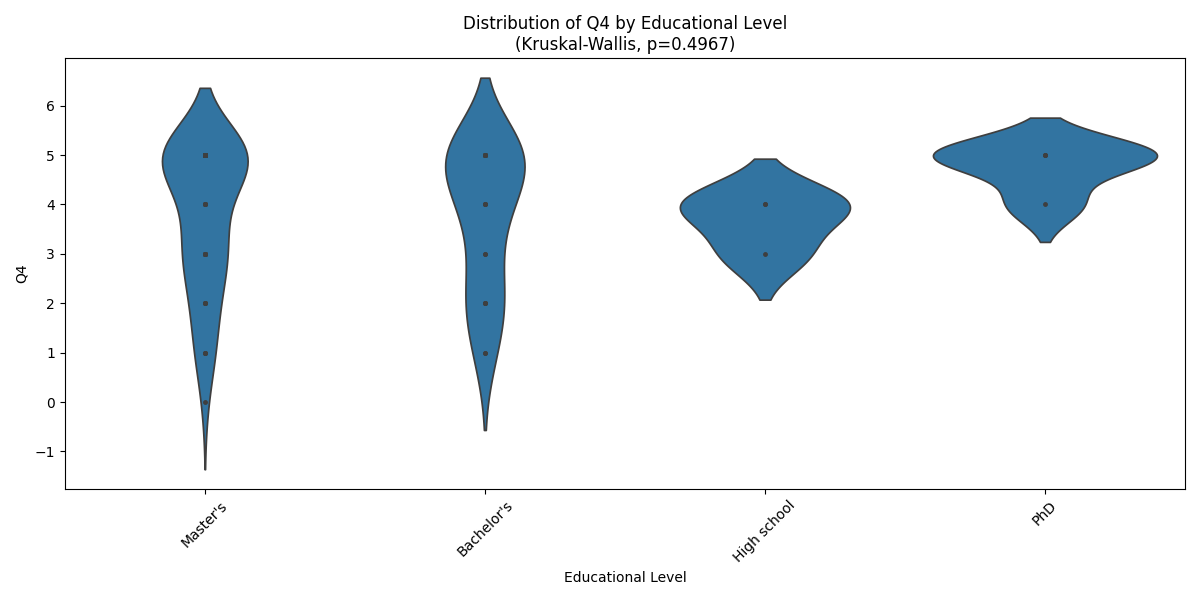 Distribution of Q4 by Educational Level
(Kruskal-Wallis, p=0.4967)
6
5
4
3
2
1
0
−1
Q4
Master's
Bachelor's
High school
PhD
Educational Level